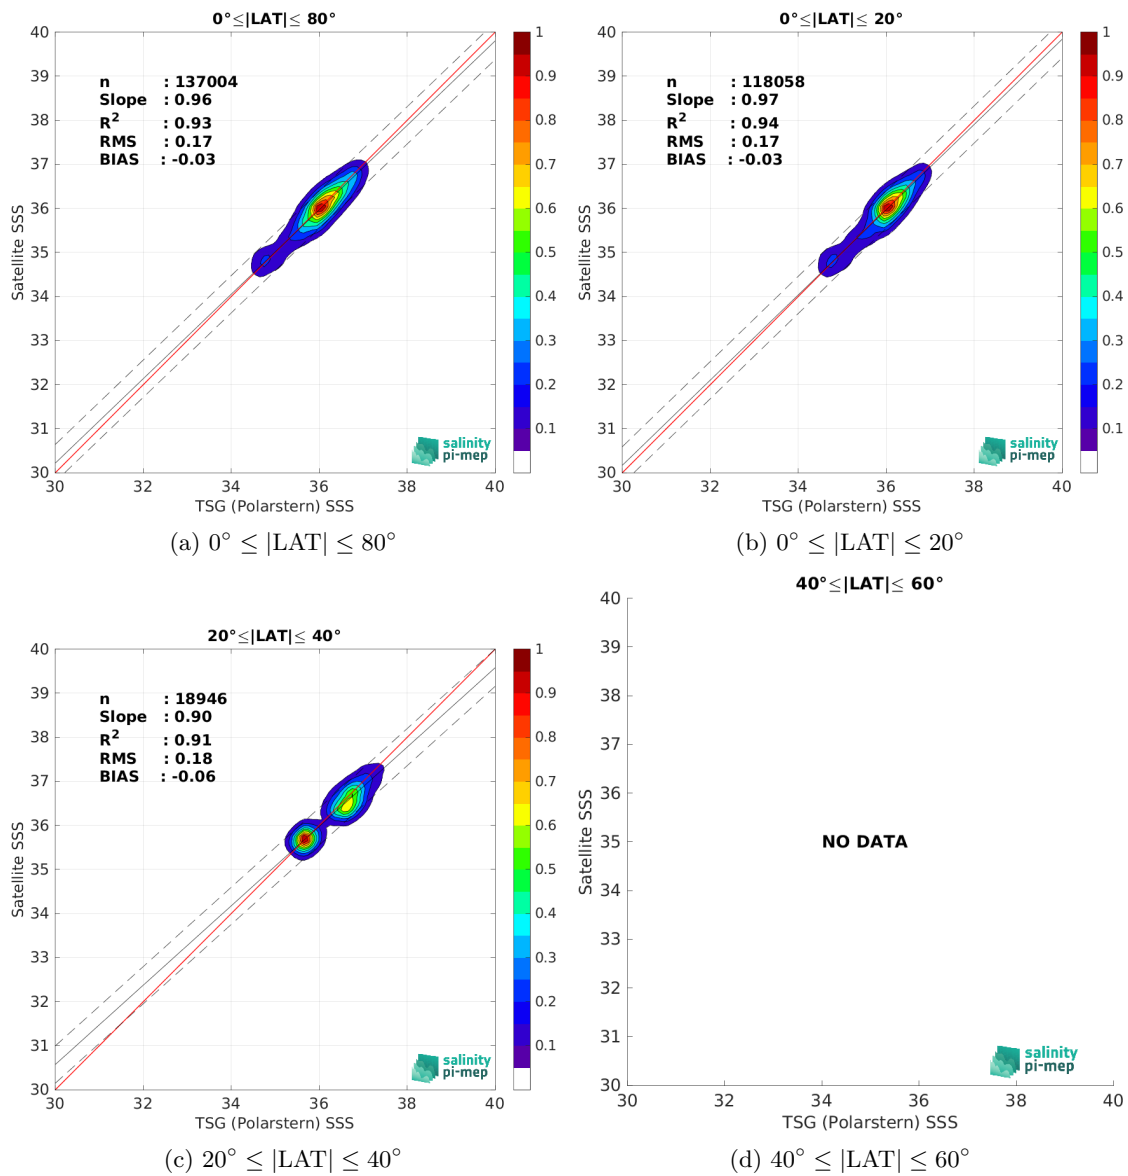 0°≤|LAT|≤ 80°
40
39
38
37
36
35
34
33
32
31
30
Satellite SSS
n : 137004
Slope : 0.96
R2 : 0.93
RMS : 0.17
BIAS : -0.03
salinity
pi-mep
30 32 34 36 38 40
TSG (Polarstern) SSS
1
0.9
0.8
0.7
0.6
0.5
0.4
0.3
0.2
0.1
(a) 0° ≤ |LAT| ≤ 80°
0°≤|LAT|≤ 20°
40
39
38
37
36
35
34
33
32
31
30
Satellite SSS
n : 118058
Slope : 0.97
R2 : 0.94
RMS : 0.17
BIAS : -0.03
salinity
pi-mep
30 32 34 36 38 40
TSG (Polarstern) SSS
1
0.9
0.8
0.7
0.6
0.5
0.4
0.3
0.2
0.1
(b) 0° ≤ |LAT| ≤ 20°
20°≤|LAT|≤ 40°
40
39
38
37
36
35
34
33
32
31
30
Satellite SSS
n : 18946
Slope : 0.90
R2 : 0.91
RMS : 0.18
BIAS : -0.06
salinity
pi-mep
30 32 34 36 38 40
TSG (Polarstern) SSS
1
0.9
0.8
0.7
0.6
0.5
0.4
0.3
0.2
0.1
(c) 20° ≤ |LAT| ≤ 40°
40°≤|LAT|≤ 60°
40
39
38
37
36
35
34
33
32
31
30
Satellite SSS
NO DATA
salinity
pi-mep
30 32 34 36 38 40
TSG (Polarstern) SSS
(d) 40° ≤ |LAT| ≤ 60°